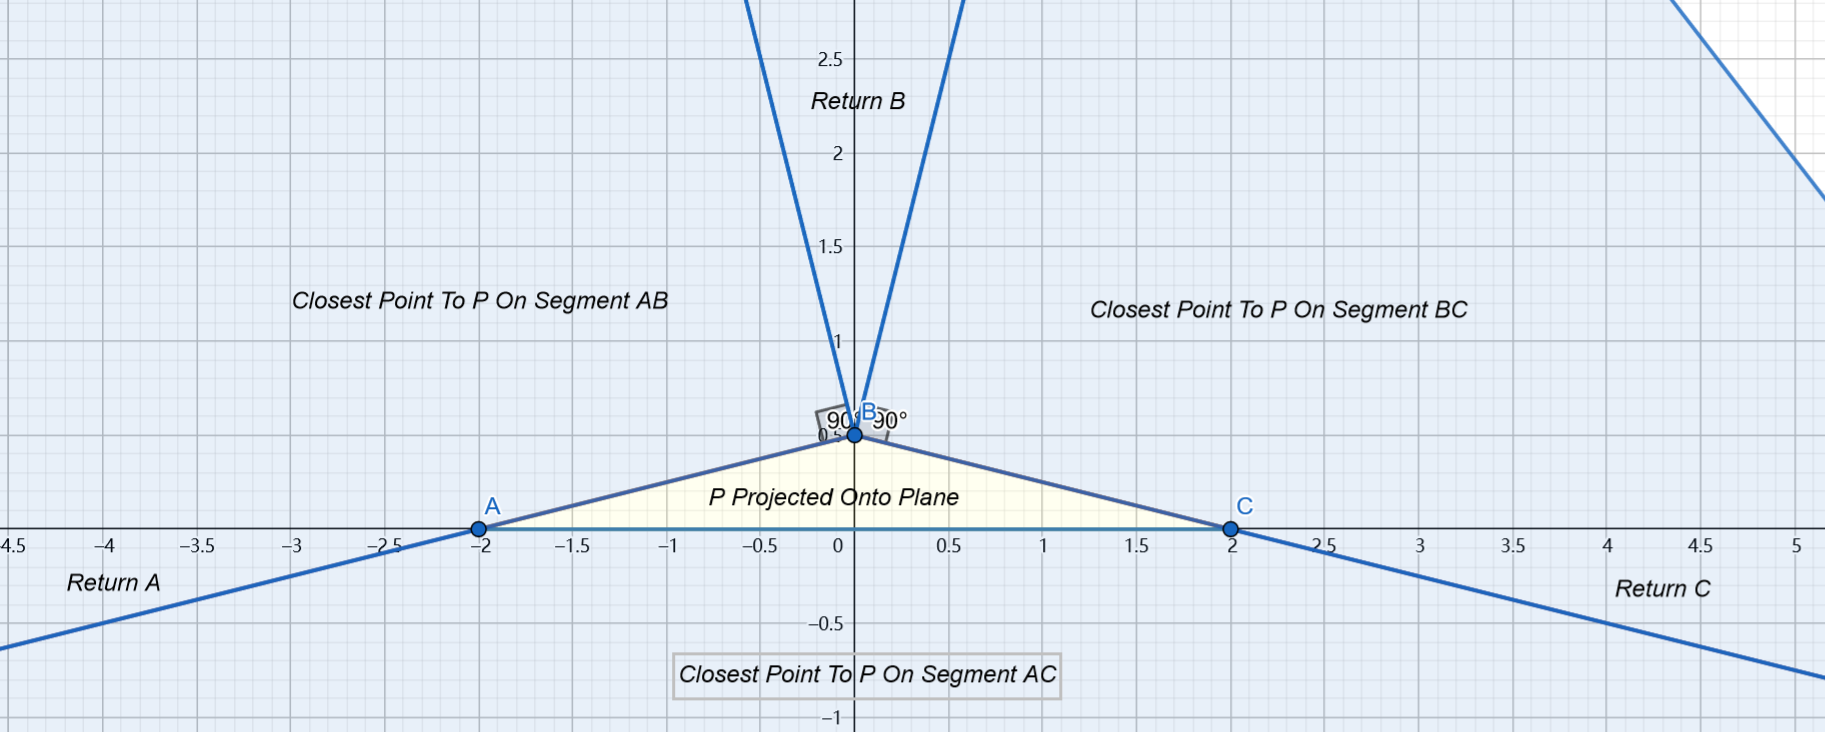 2.5
Return B
2
1.5
Closest Point To P On Segment AB
Closest Point To P On Segment BC
1
B
90°
90°
0.5
P Projected Onto Plane
A
C
4.5
−4
−3.5
−3
−2.5
−2
−1.5
−1
−0.5
0
0.5
1
1.5
2
2.5
3
3.5
4
4.5
5
Return A
Return C
−0.5
Closest Point To P On Segment AC
−1